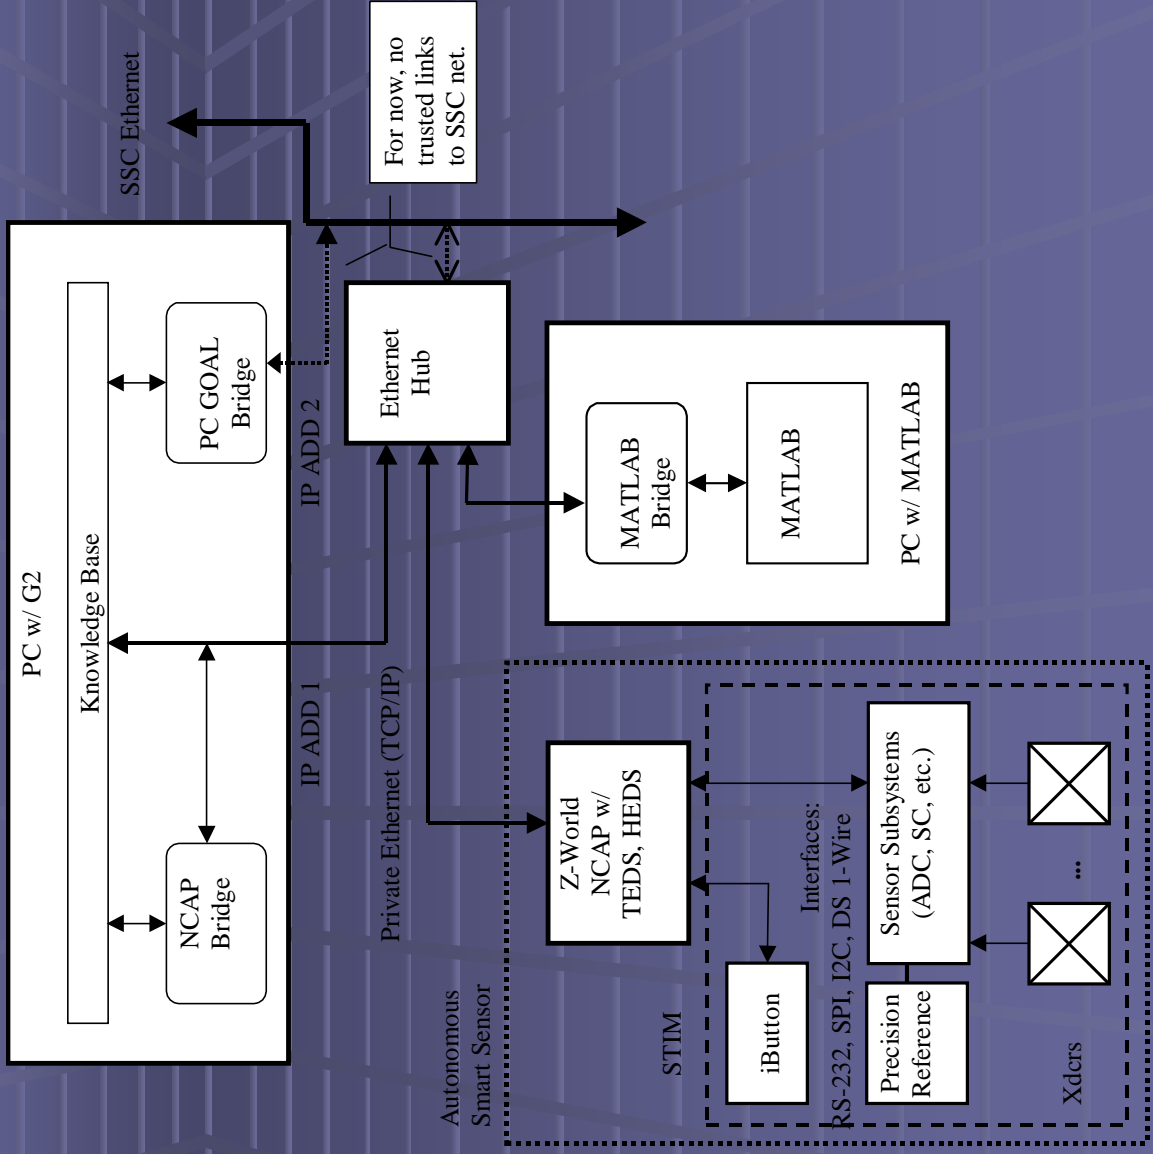 PC w/ G2
Knowledge Base
NCAP
Bridge
PC GOAL
Bridge
SSC Ethernet
IP ADD 1
IP ADD 2
For now, no
trusted links
to SSC net.
Private Ethernet (TCP/IP)
Ethernet
Hub
Autonomous
Smart Sensor
Z-World
NCAP w/
TEDS, HEDS
MATLAB
Bridge
MATLAB
PC w/ MATLAB
STIM
iButton
Interfaces:
RS-232, SPI, I2C, DS 1-Wire
Precision
Reference
Sensor Subsystems
(ADC, SC, etc.)
Xdcrs
...